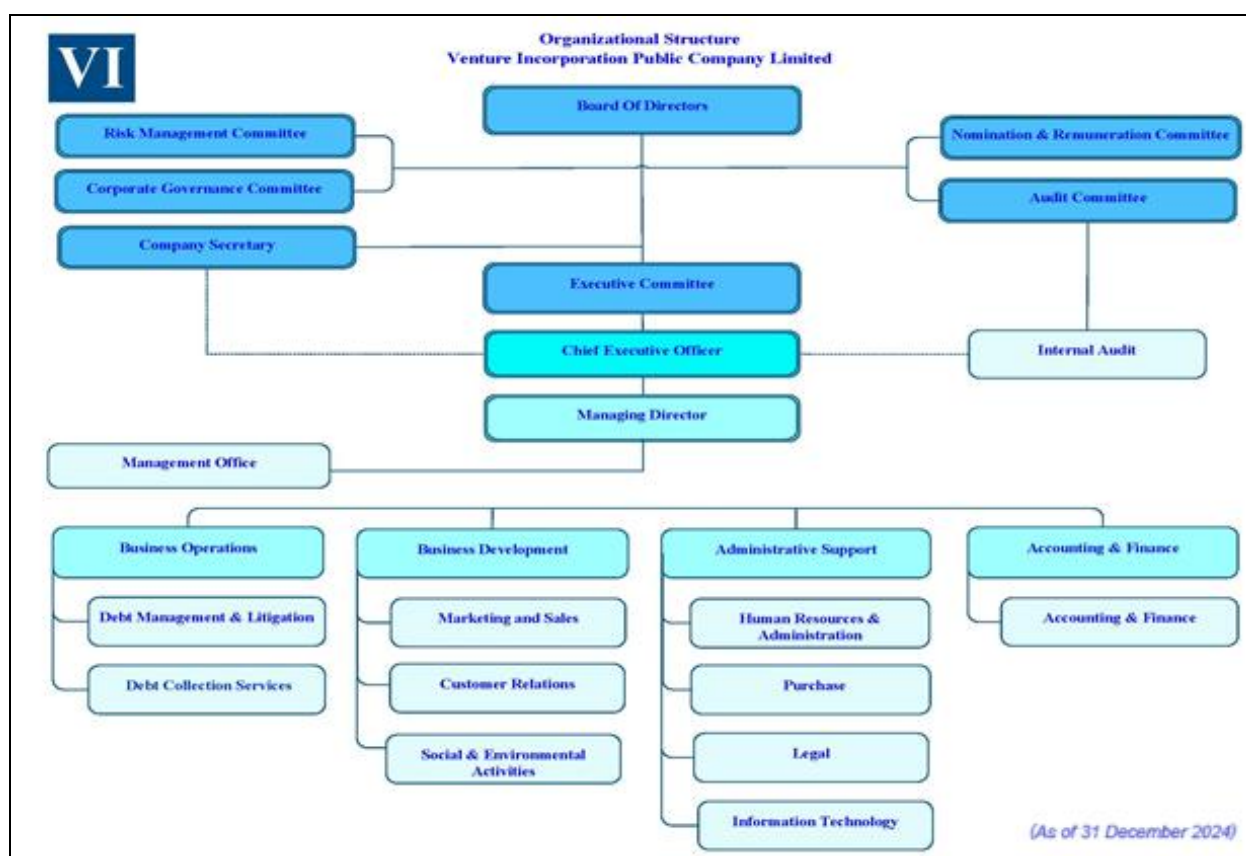 VI
Organizational Structure
Venture Incorporation Public Company Limited
Board Of Directors
Risk Management Committee
Nomination & Remuneration Committee
Corporate Governance Committee
Audit Committee
Company Secretary
Executive Committee
Chief Executive Officer
Internal Audit
Managing Director
Management Office
Business Operations
Business Development
Administrative Support
Accounting & Finance
Debt Management & Litigation
Marketing and Sales
Human Resources &
Administration
Accounting & Finance
Debt Collection Services
Customer Relations
Purchase
Social & Environmental
Activities
Legal
Information Technology
(As of 31 December 2024)